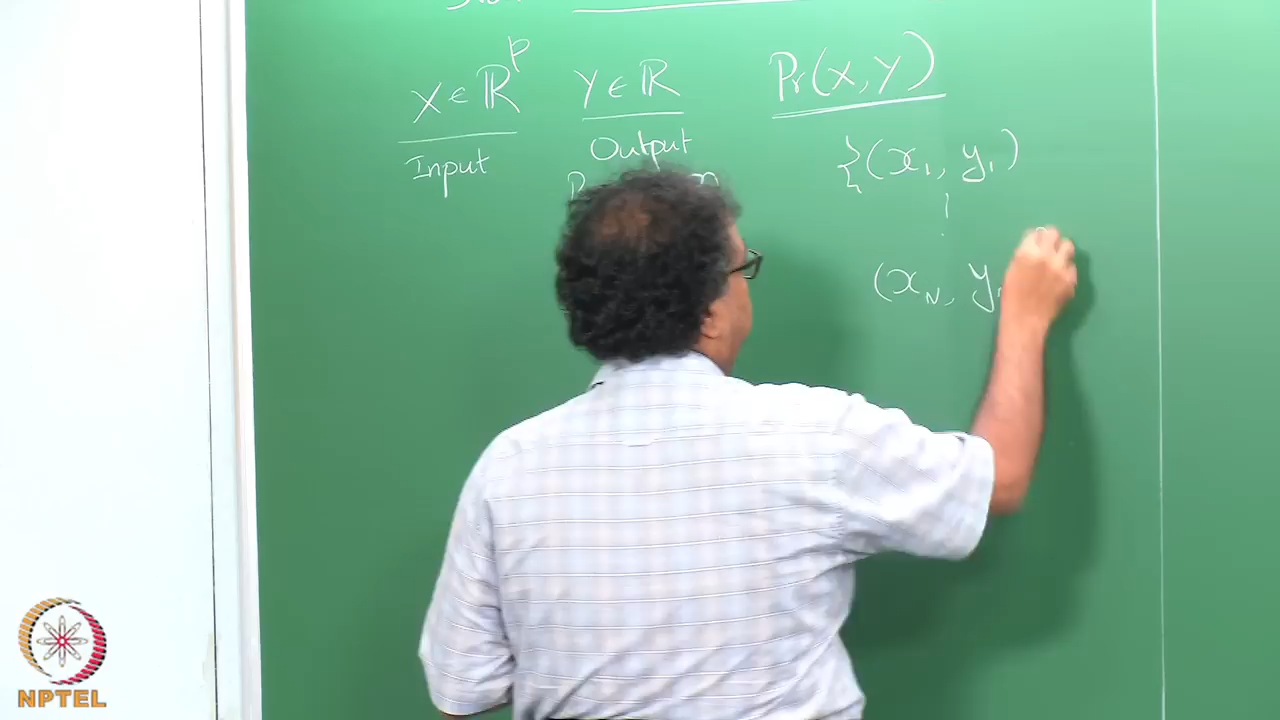 X ∈ ℝᵖ Y ∈ ℝ Pr(X, Y)
Input Output {(x₁, y₁)
(x_N, y
NPTEL